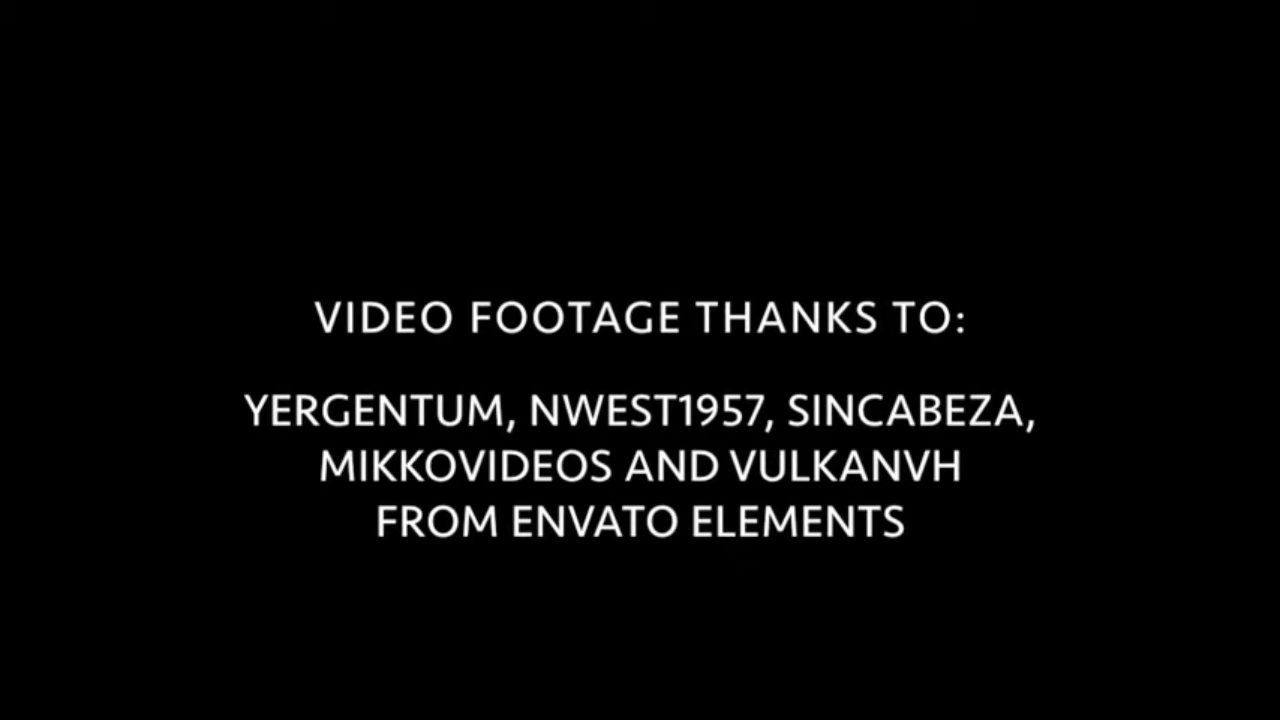 VIDEO FOOTAGE THANKS TO:
YERGENTUM, NWEST1957, SINCABEZA,
MIKKOVIDEOS AND VULKANVH
FROM ENVATO ELEMENTS